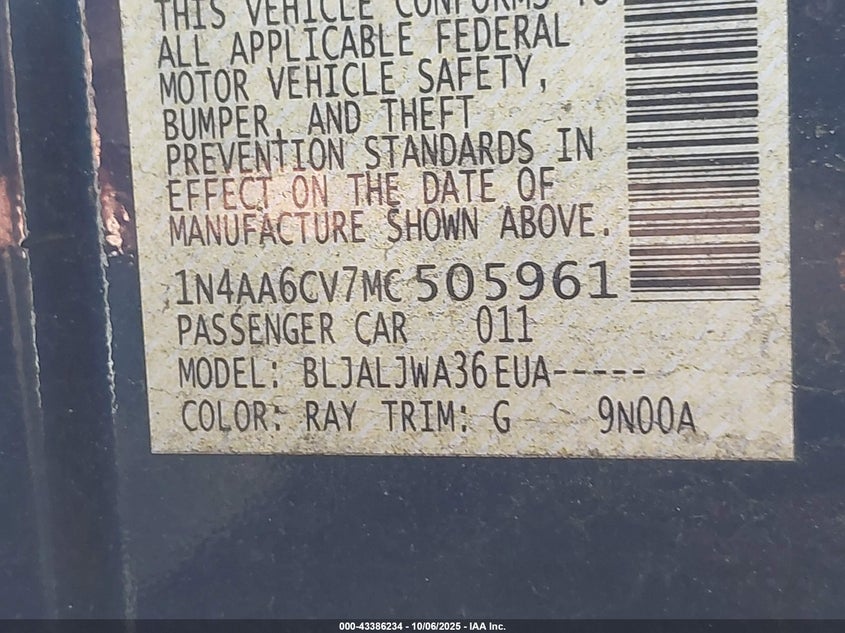 THIS VEHICLE CONFORMS TO
ALL APPLICABLE FEDERAL
MOTOR VEHICLE SAFETY,
BUMPER, AND THEFT
PREVENTION STANDARDS IN
EFFECT ON THE DATE OF
MANUFACTURE SHOWN ABOVE.
1N4AA6CV7MC505961
PASSENGER CAR 011
MODEL: BLJALJWA36EUA-----
COLOR: RAY TRIM: G 9N00A
000-43386234 - 10/06/2025 - IAA Inc.